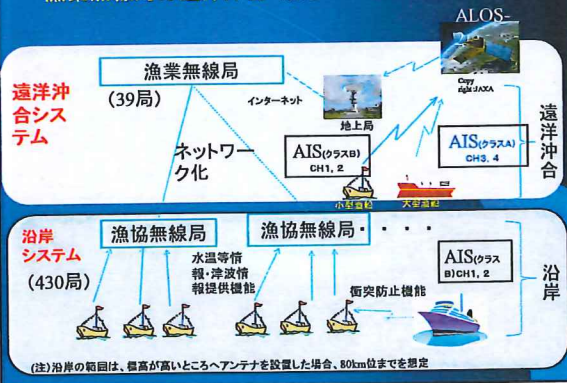 ALOS-
漁業無線局
(39局)
遠洋沖
合シス
テム
インターネット
Copy
right:JAXA
地上局
ネットワー
ク化
AIS(クラスB)
CH1, 2
AIS(クラスA)
CH3, 4
小型漁船
大型漁船
遠洋沖合
沿岸
システム
(430局)
漁協無線局
漁協無線局・・・・
水温等情
報・津波情
報提供機能
AIS(クラス
B)CH1, 2
衝突防止機能
沿岸
(注)沿岸の範囲は、標高が高いところへアンテナを設置した場合、80km位までを想定